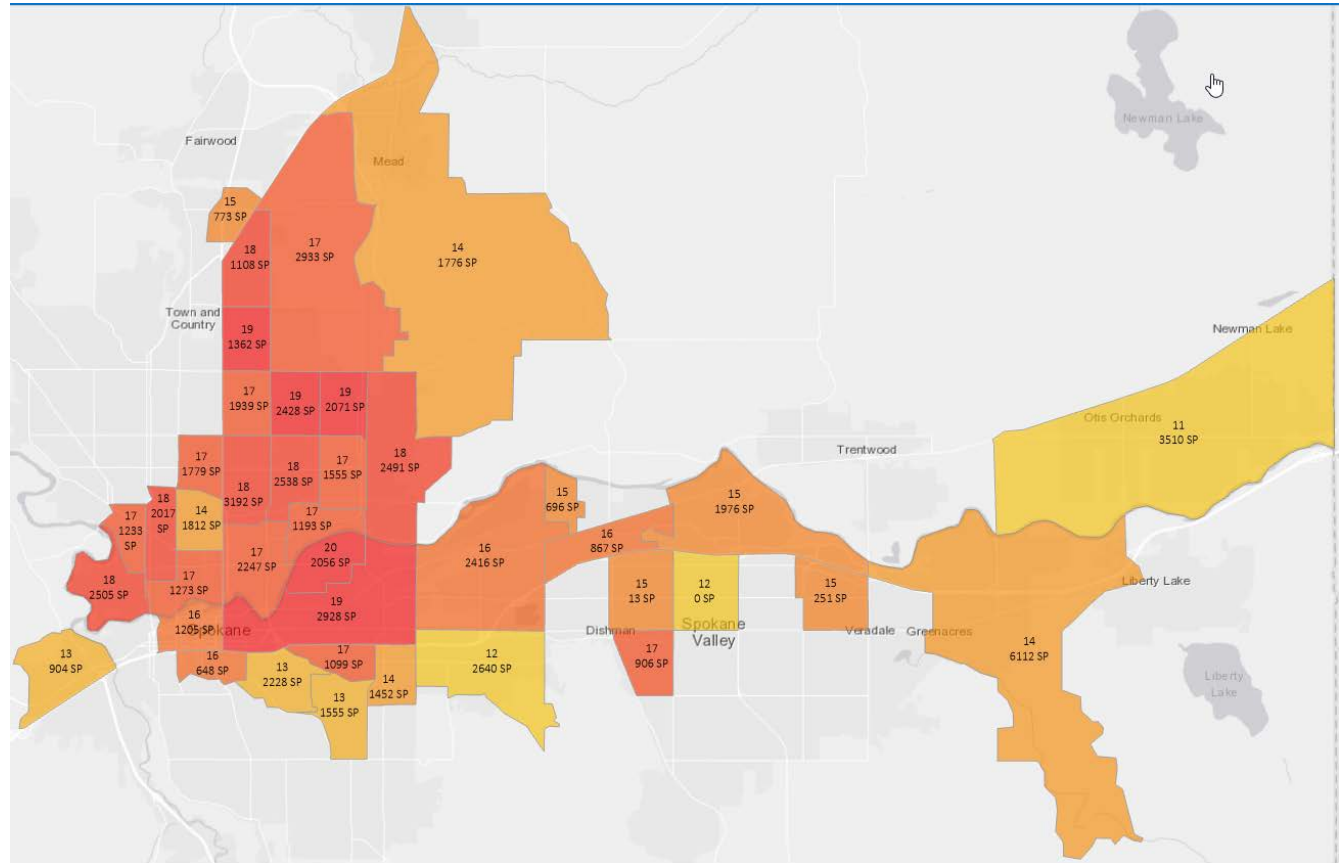 Newman Lake
Fairwood
Mead
15
773 SP
18
1108 SP
17
2933 SP
14
1776 SP
Town and
Country
19
1362 SP
Newman Lake
17
1939 SP
19
2428 SP
19
2071 SP
Otis Orchards
11
3510 SP
17
1779 SP
18
3192 SP
18
2538 SP
17
1555 SP
18
2491 SP
Trentwood
17
1233
SP
18
2017
SP
14
1812 SP
17
1193 SP
15
696 SP
15
1976 SP
17
2247 SP
20
2056 SP
16
2416 SP
16
867 SP
18
2505 SP
17
1273 SP
19
2928 SP
15
13 SP
12
0 SP
15
251 SP
Liberty Lake
16
1205 SP
Spokane
Dishman
Spokane
Valley
Veradale
Greenacres
14
6112 SP
13
904 SP
16
648 SP
13
2228 SP
17
1099 SP
14
1452 SP
12
2640 SP
17
906 SP
13
1555 SP
Liberty
Lake